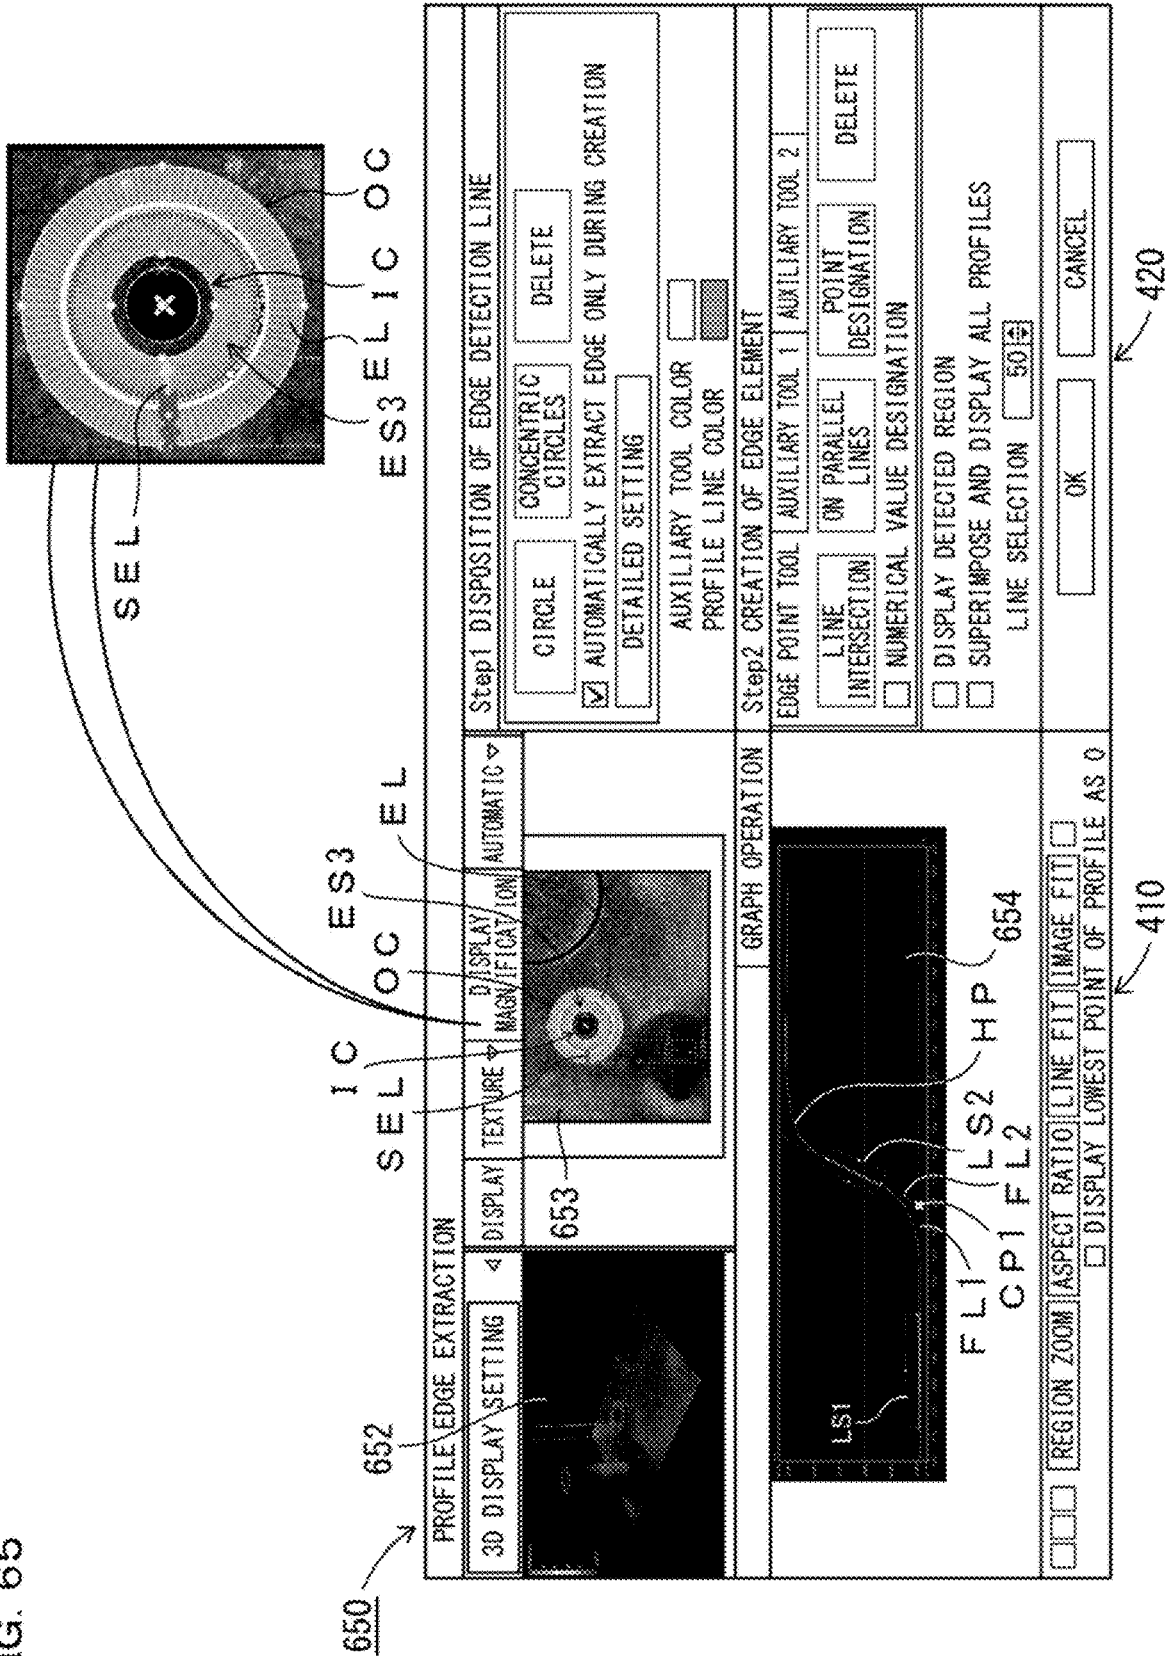 FIG. 65
650
652
SEL
IC
OC
ES3
EL
SEL
ES3
EL
IC
OC
PROFILE EDGE EXTRACTION
3D DISPLAY SETTING
DISPLAY
TEXTURE
DISPLAY
MAGNIFICATION
AUTOMATIC
653
Step1 DISPOSITION OF EDGE DETECTION LINE
CIRCLE
CONCENTRIC
CIRCLES
DELETE
AUTOMATICALLY EXTRACT EDGE ONLY DURING CREATION
DETAILED SETTING
AUXILIARY TOOL COLOR
PROFILE LINE COLOR
GRAPH OPERATION
LS1
FL1
CP1
FL2
LS2
HP
654
Step2 CREATION OF EDGE ELEMENT
EDGE POINT TOOL
AUXILIARY TOOL 1
AUXILIARY TOOL 2
LINE
INTERSECTION
ON PARALLEL
LINES
POINT
DESIGNATION
DELETE
NUMERICAL VALUE DESIGNATION
DISPLAY DETECTED REGION
SUPERIMPOSE AND DISPLAY ALL PROFILES
LINE SELECTION 50
REGION ZOOM
ASPECT RATIO
LINE FIT
IMAGE FIT
DISPLAY LOWEST POINT OF PROFILE AS 0
OK
CANCEL
410
420